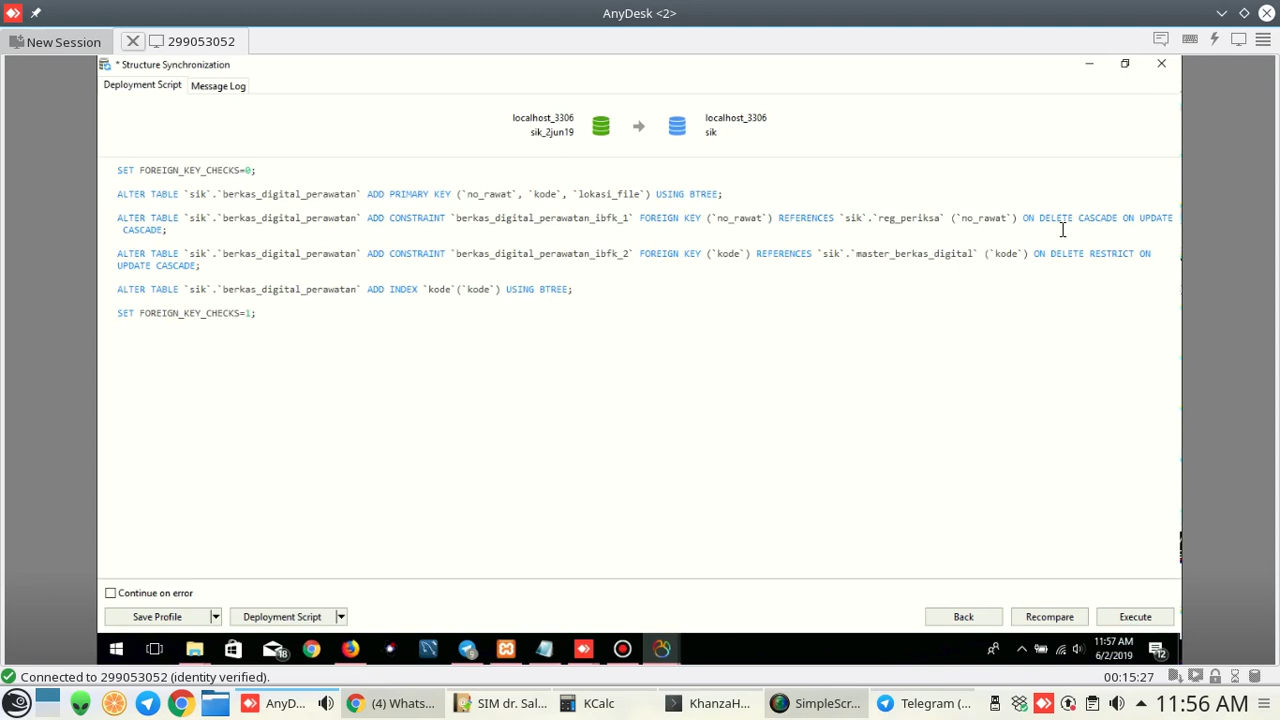 AnyDesk <2>
New Session
299053052
* Structure Synchronization
Deployment Script
Message Log
localhost_3306
sik_2jun19
localhost_3306
sik
SET FOREIGN_KEY_CHECKS=0;
ALTER TABLE `sik`.`berkas_digital_perawatan` ADD PRIMARY KEY (`no_rawat`, `kode`, `lokasi_file`) USING BTREE;
ALTER TABLE `sik`.`berkas_digital_perawatan` ADD CONSTRAINT `berkas_digital_perawatan_ibfk_1` FOREIGN KEY (`no_rawat`) REFERENCES `sik`.`reg_periksa` (`no_rawat`) ON DELETE CASCADE ON UPDATE
CASCADE;
ALTER TABLE `sik`.`berkas_digital_perawatan` ADD CONSTRAINT `berkas_digital_perawatan_ibfk_2` FOREIGN KEY (`kode`) REFERENCES `sik`.`master_berkas_digital` (`kode`) ON DELETE RESTRICT ON
UPDATE CASCADE;
ALTER TABLE `sik`.`berkas_digital_perawatan` ADD INDEX `kode`(`kode`) USING BTREE;
SET FOREIGN_KEY_CHECKS=1;
Continue on error
Save Profile
Deployment Script
Back
Recompare
Execute
18
11:57 AM
6/2/2019
12
Connected to 299053052 (identity verified).
00:15:27
AnyD...
(4) Whats...
SIM dr. Sal...
KCalc
KhanzaH...
SimpleScr...
Telegram (...
11:56 AM